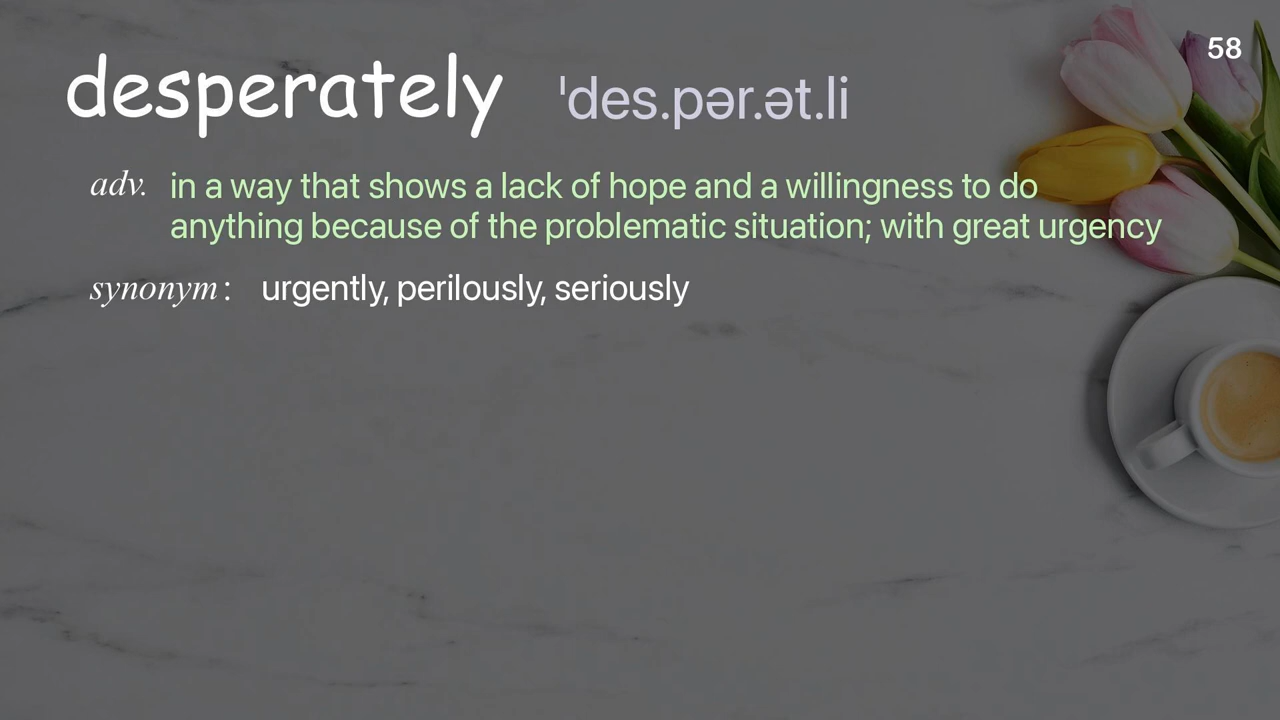 58
desperately ˈdes.pər.ət.li
adv. in a way that shows a lack of hope and a willingness to do
anything because of the problematic situation; with great urgency
synonym : urgently, perilously, seriously